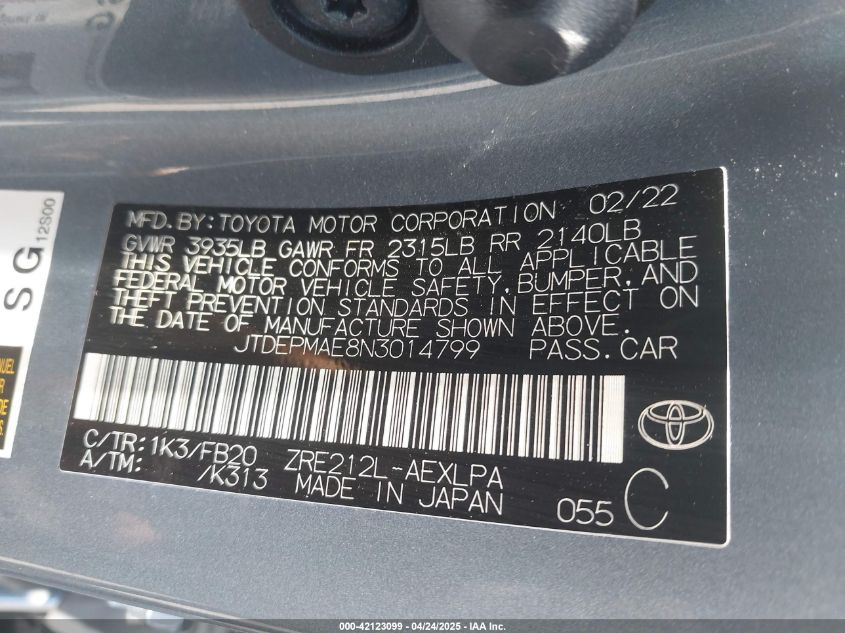 MFD.BY:TOYOTA MOTOR CORPORATION 02/22
GVWR 3935LB GAWR FR 2315LB RR 2140LB
THIS VEHICLE CONFORMS TO ALL APPLICABLE
FEDERAL MOTOR VEHICLE SAFETY,BUMPER,AND
THEFT PREVENTION STANDARDS IN EFFECT ON
THE DATE OF MANUFACTURE SHOWN ABOVE.
JTDEPMAE8N3014799 PASS.CAR
C/TR:1K3/FB20 ZRE212L-AEXLPA
A/TM: /K313 MADE IN JAPAN
055 C
SG 12S00
000-42123099 • 04/24/2025 - IAA Inc.